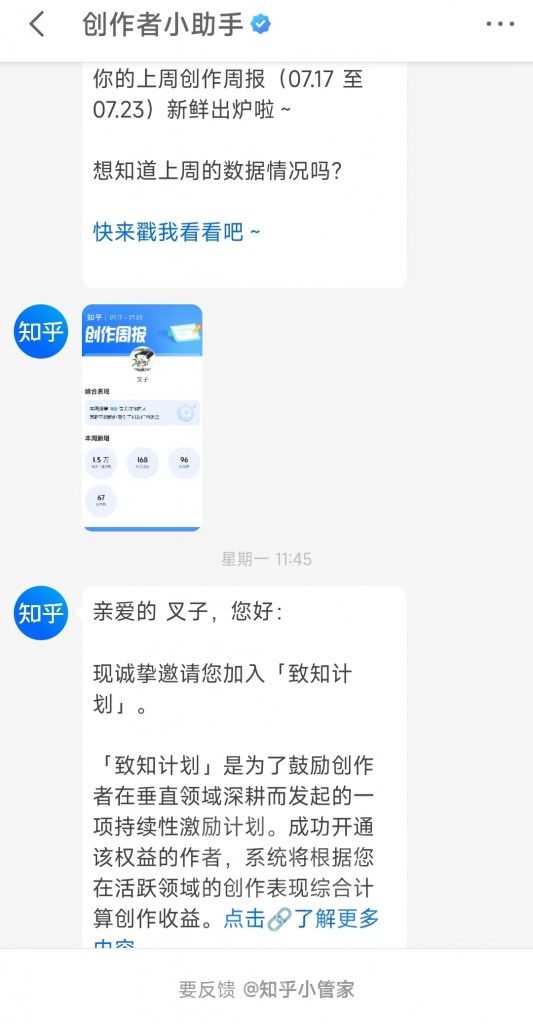 创作者小助手
你的上周创作周报（07.17 至
07.23）新鲜出炉啦～
想知道上周的数据情况吗？
快来戳我看看吧～
知乎
知乎 | 07.17 - 07.23
创作周报
叉子
综合表现
本周新增
1.5 万
168
96
67
星期一 11:45
知乎
亲爱的 叉子，您好：
现诚挚邀请您加入「致知计
划」。
「致知计划」是为了鼓励创作
者在垂直领域深耕而发起的一
项持续性激励计划。成功开通
该权益的作者，系统将根据您
在活跃领域的创作表现综合计
算创作收益。点击🔗了解更多
内容
要反馈 @知乎小管家